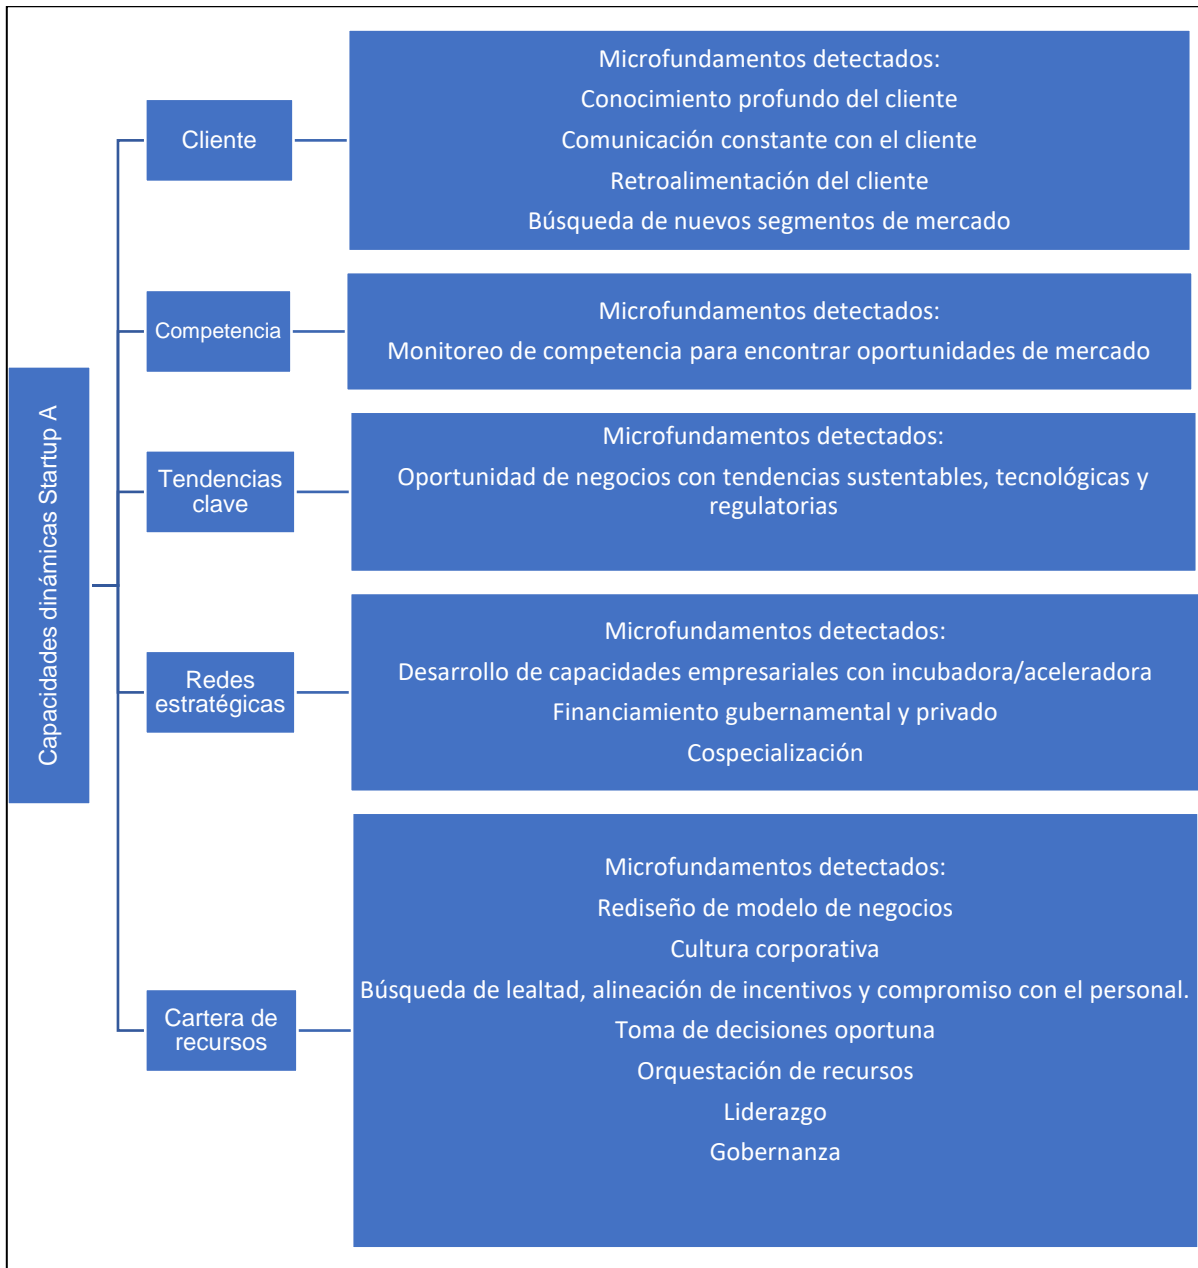 Capacidades dinámicas Startup A
Cliente
Microfundamentos detectados:
Conocimiento profundo del cliente
Comunicación constante con el cliente
Retroalimentación del cliente
Búsqueda de nuevos segmentos de mercado
Competencia
Microfundamentos detectados:
Monitoreo de competencia para encontrar oportunidades de mercado
Tendencias
clave
Microfundamentos detectados:
Oportunidad de negocios con tendencias sustentables, tecnológicas y
regulatorias
Redes
estratégicas
Microfundamentos detectados:
Desarrollo de capacidades empresariales con incubadora/aceleradora
Financiamiento gubernamental y privado
Cospecialización
Cartera de
recursos
Microfundamentos detectados:
Rediseño de modelo de negocios
Cultura corporativa
Búsqueda de lealtad, alineación de incentivos y compromiso con el personal.
Toma de decisiones oportuna
Orquestación de recursos
Liderazgo
Gobernanza